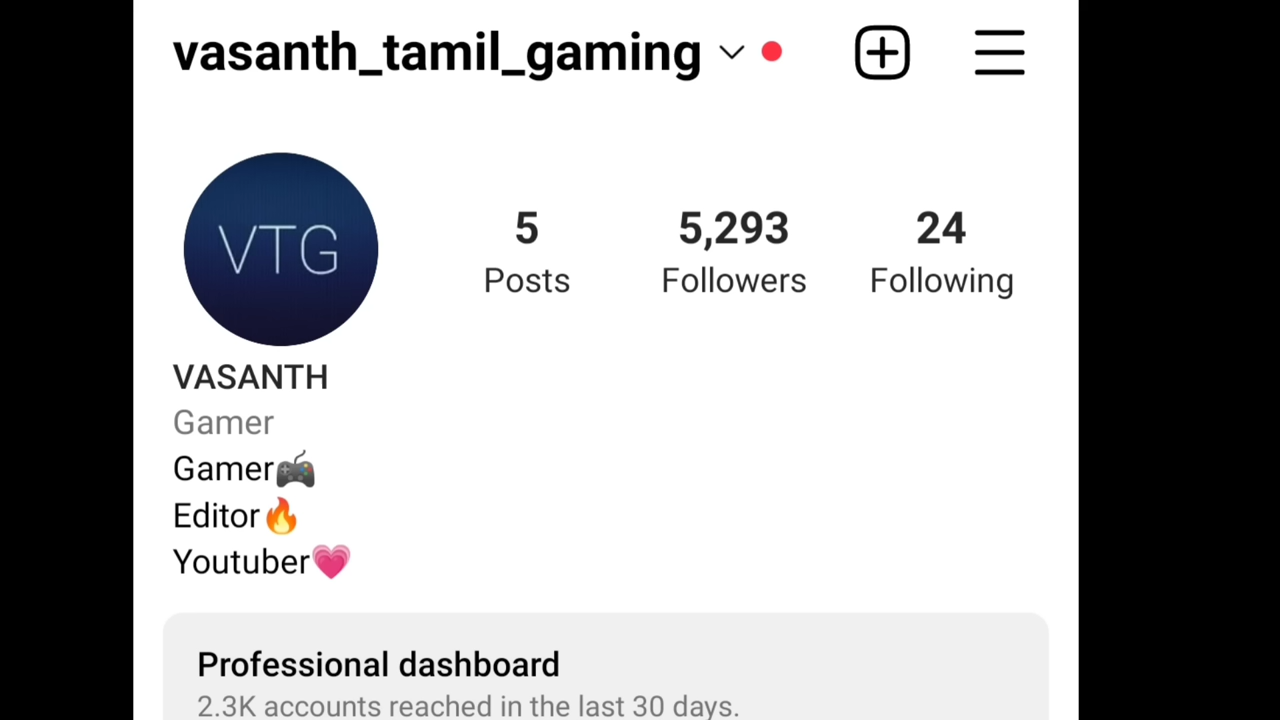 vasanth_tamil_gaming
VTG
5
Posts
5,293
Followers
24
Following
VASANTH
Gamer
Gamer🎮
Editor🔥
Youtuber💗
Professional dashboard
2.3K accounts reached in the last 30 days.